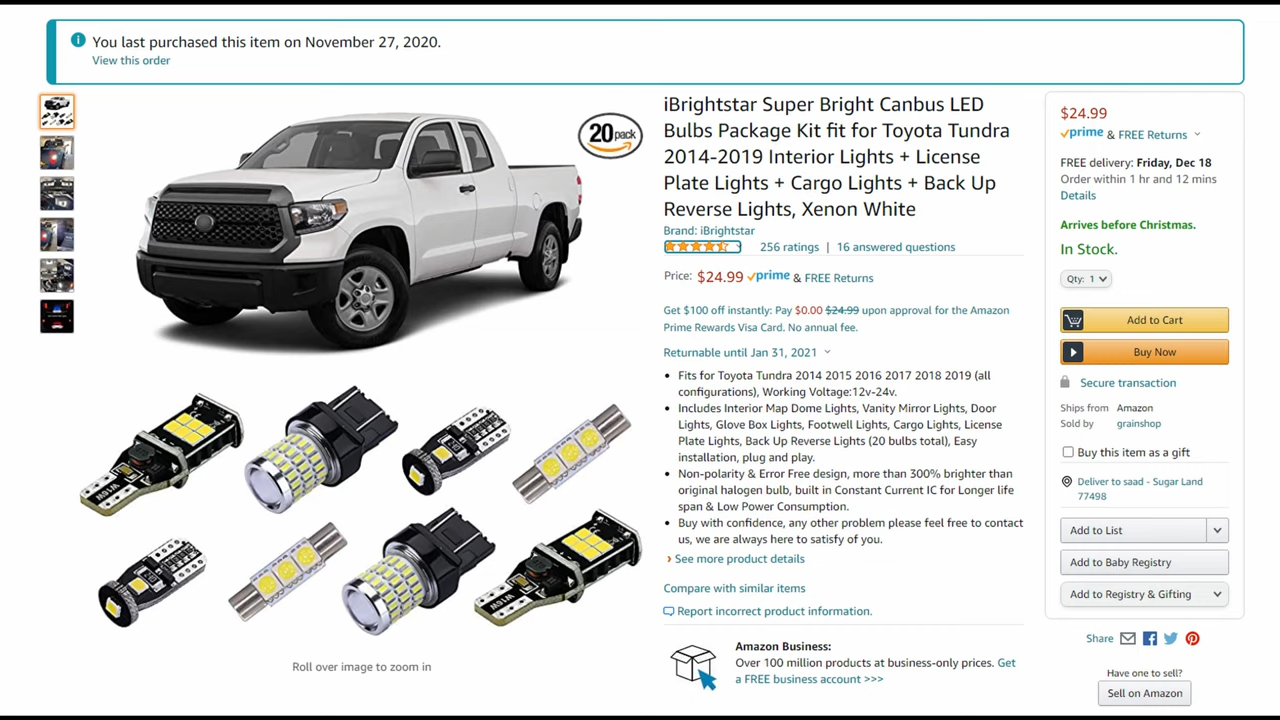 You last purchased this item on November 27, 2020.
View this order
20 pack
iBrightstar Super Bright Canbus LED
Bulbs Package Kit fit for Toyota Tundra
2014-2019 Interior Lights + License
Plate Lights + Cargo Lights + Back Up
Reverse Lights, Xenon White
Brand: iBrightstar
256 ratings | 16 answered questions
Price: $24.99 prime & FREE Returns
Get $100 off instantly: Pay $0.00 $24.99 upon approval for the Amazon
Prime Rewards Visa Card. No annual fee.
Returnable until Jan 31, 2021
• Fits for Toyota Tundra 2014 2015 2016 2017 2018 2019 (all
configurations), Working Voltage:12v-24v.
• Includes Interior Map Dome Lights, Vanity Mirror Lights, Door
Lights, Glove Box Lights, Footwell Lights, Cargo Lights, License
Plate Lights, Back Up Reverse Lights (20 bulbs total), Easy
installation, plug and play.
• Non-polarity & Error Free design, more than 300% brighter than
original halogen bulb, built in Constant Current IC for Longer life
span & Low Power Consumption.
• Buy with confidence, any other problem please feel free to contact
us, we are always here to satisfy of you.
› See more product details
Compare with similar items
Report incorrect product information.
Amazon Business:
Over 100 million products at business-only prices. Get
a FREE business account >>>
$24.99
prime & FREE Returns
FREE delivery: Friday, Dec 18
Order within 1 hr and 12 mins
Details
Arrives before Christmas.
In Stock.
Qty: 1
Add to Cart
Buy Now
Secure transaction
Ships from Amazon
Sold by grainshop
Buy this item as a gift
Deliver to saad - Sugar Land
77498
Add to List
Add to Baby Registry
Add to Registry & Gifting
Share
Have one to sell?
Sell on Amazon
W16W
W16W
Roll over image to zoom in